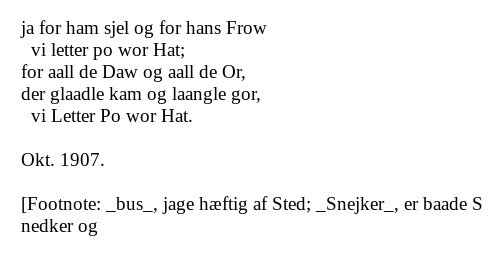 ja for ham sjel og for hans Frow
vi letter po wor Hat;
for aall de Daw og aall de Or,
der glaadle kam og laangle gor,
vi Letter Po wor Hat.

Okt. 1907.

[Footnote: _bus_, jage hæftig af Sted; _Snejker_, er baade S
nedker og